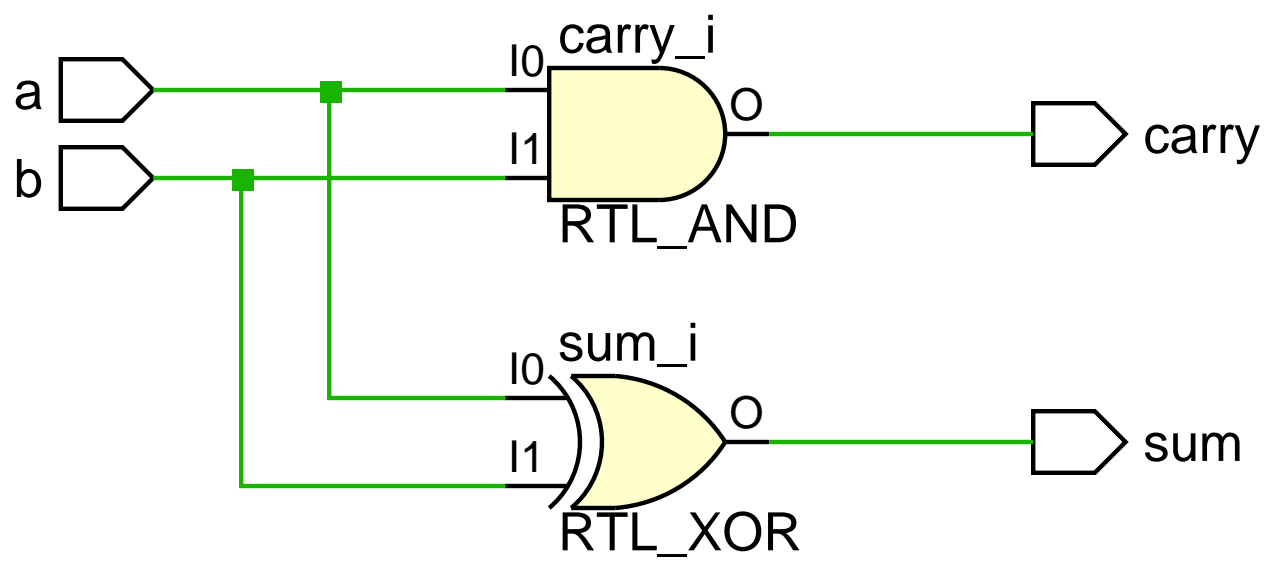 carry_i
I0
a
O
I1
carry
b
RTL_AND
sum_i
I0
O
I1
sum
RTL_XOR